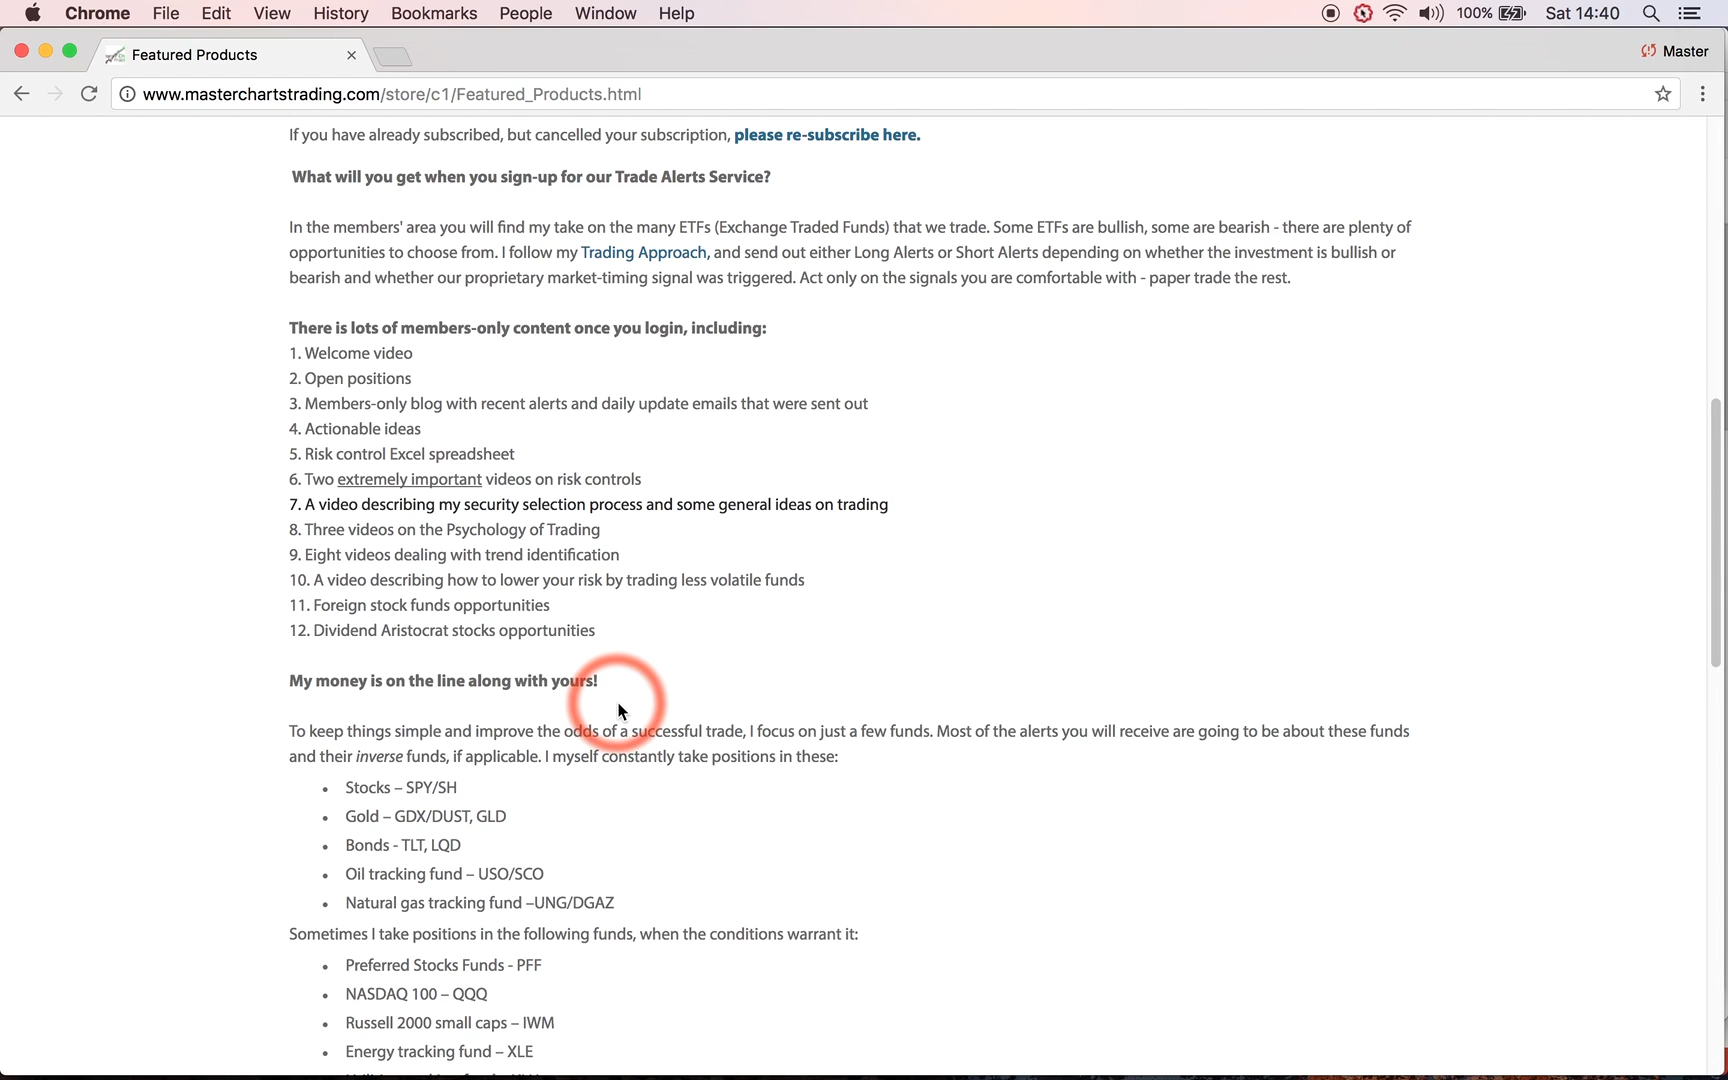 Chrome File Edit View History Bookmarks People Window Help 100% Sat 14:40
Featured Products Master
www.masterchartstrading.com/store/c1/Featured_Products.html
If you have already subscribed, but cancelled your subscription, please re-subscribe here.
What will you get when you sign-up for our Trade Alerts Service?
In the members' area you will find my take on the many ETFs (Exchange Traded Funds) that we trade. Some ETFs are bullish, some are bearish - there are plenty of
opportunities to choose from. I follow my Trading Approach, and send out either Long Alerts or Short Alerts depending on whether the investment is bullish or
bearish and whether our proprietary market-timing signal was triggered. Act only on the signals you are comfortable with - paper trade the rest.
There is lots of members-only content once you login, including:
1. Welcome video
2. Open positions
3. Members-only blog with recent alerts and daily update emails that were sent out
4. Actionable ideas
5. Risk control Excel spreadsheet
6. Two extremely important videos on risk controls
7. A video describing my security selection process and some general ideas on trading
8. Three videos on the Psychology of Trading
9. Eight videos dealing with trend identification
10. A video describing how to lower your risk by trading less volatile funds
11. Foreign stock funds opportunities
12. Dividend Aristocrat stocks opportunities
My money is on the line along with yours!
To keep things simple and improve the odds of a successful trade, I focus on just a few funds. Most of the alerts you will receive are going to be about these funds
and their inverse funds, if applicable. I myself constantly take positions in these:
• Stocks – SPY/SH
• Gold – GDX/DUST, GLD
• Bonds - TLT, LQD
• Oil tracking fund – USO/SCO
• Natural gas tracking fund –UNG/DGAZ
Sometimes I take positions in the following funds, when the conditions warrant it:
• Preferred Stocks Funds - PFF
• NASDAQ 100 – QQQ
• Russell 2000 small caps – IWM
• Energy tracking fund – XLE